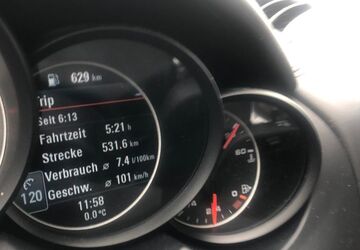 629 km
Trip
Seit 6:13
Fahrtzeit 5:21 h
Strecke 531.6 km
Verbrauch ø 7.4 l/100km
Geschw. ø 101 km/h
120
11:58
0.0°C